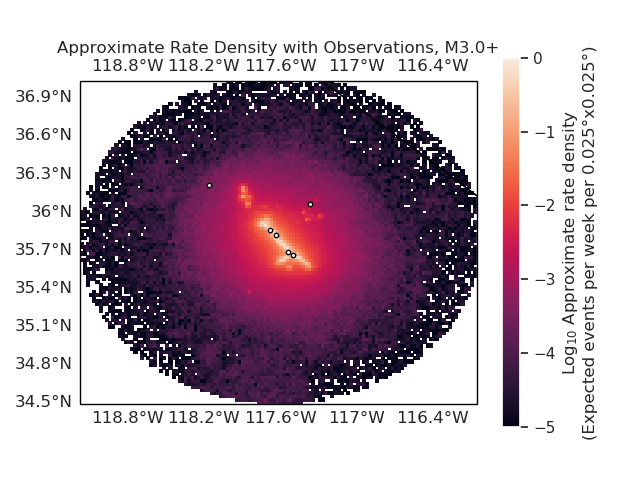 Approximate Rate Density with Observations, M3.0+
118.8°W 118.2°W 117.6°W 117°W 116.4°W
36.9°N
36.6°N
36.3°N
36°N
35.7°N
35.4°N
35.1°N
34.8°N
34.5°N
118.8°W 118.2°W 117.6°W 117°W 116.4°W
0
−1
−2
−3
−4
−5
Log₁₀ Approximate rate density
(Expected events per week per 0.025°x0.025°)